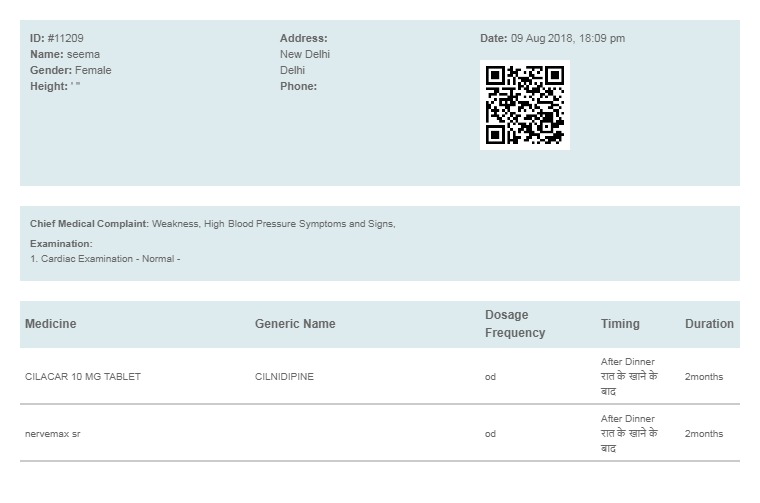 ID: #11209
Name: seema
Gender: Female
Height: ' "
Address:
New Delhi
Delhi
Phone:
Date: 09 Aug 2018, 18:09 pm
Chief Medical Complaint: Weakness, High Blood Pressure Symptoms and Signs,
Examination:
1. Cardiac Examination - Normal -
Medicine Generic Name Dosage Frequency Timing Duration
CILACAR 10 MG TABLET CILNIDIPINE od After Dinner 2months
रात के खाने के
बाद
nervemax sr od After Dinner 2months
रात के खाने के
बाद